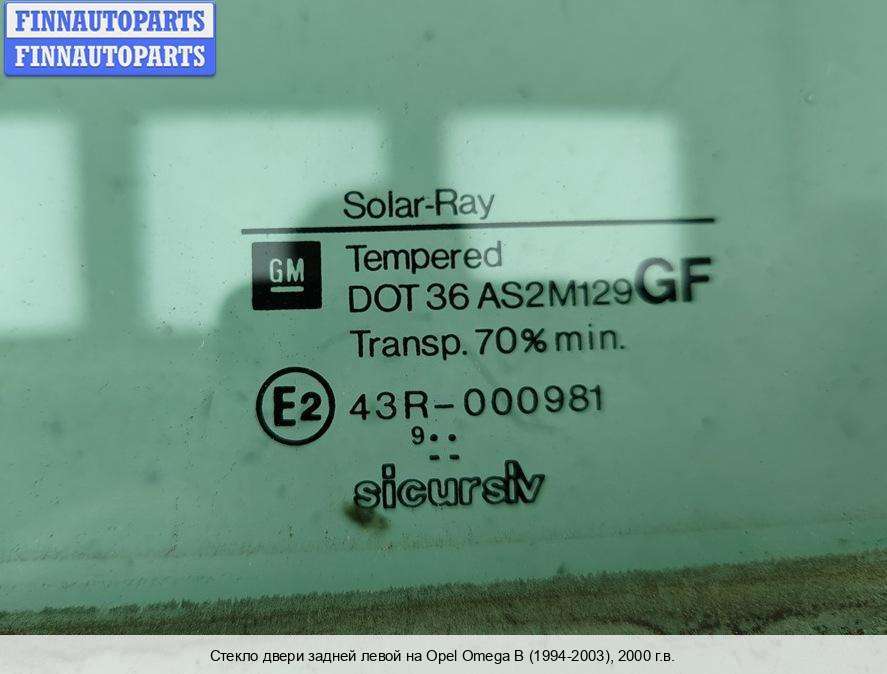 FINNAUTOPARTS
FINNAUTOPARTS
Solar-Ray
GM
Tempered
DOT 36 AS2M129 GF
Transp. 70% min.
E2 43R-000981
9..
--
sicursiv
Стекло двери задней левой на Opel Omega B (1994-2003), 2000 г.в.